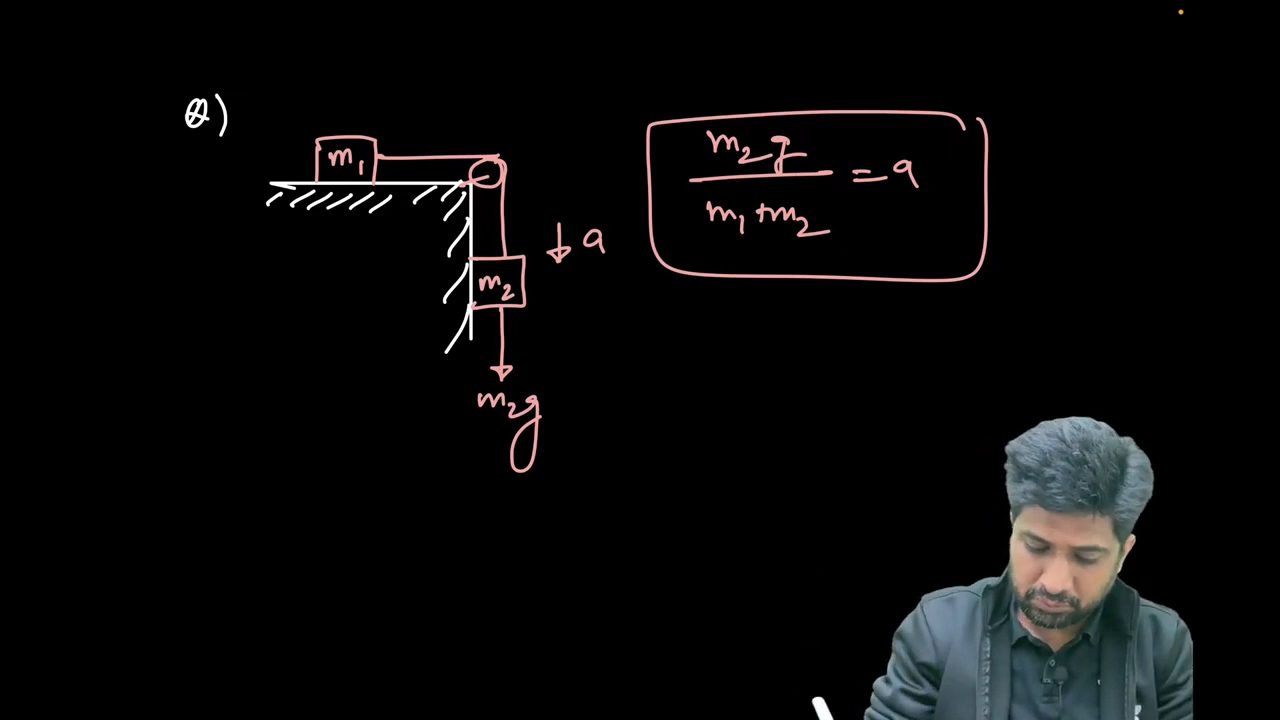 Q)
m₁
m₂g
——— = a
m₁+m₂
↓ a
m₂
m₂g